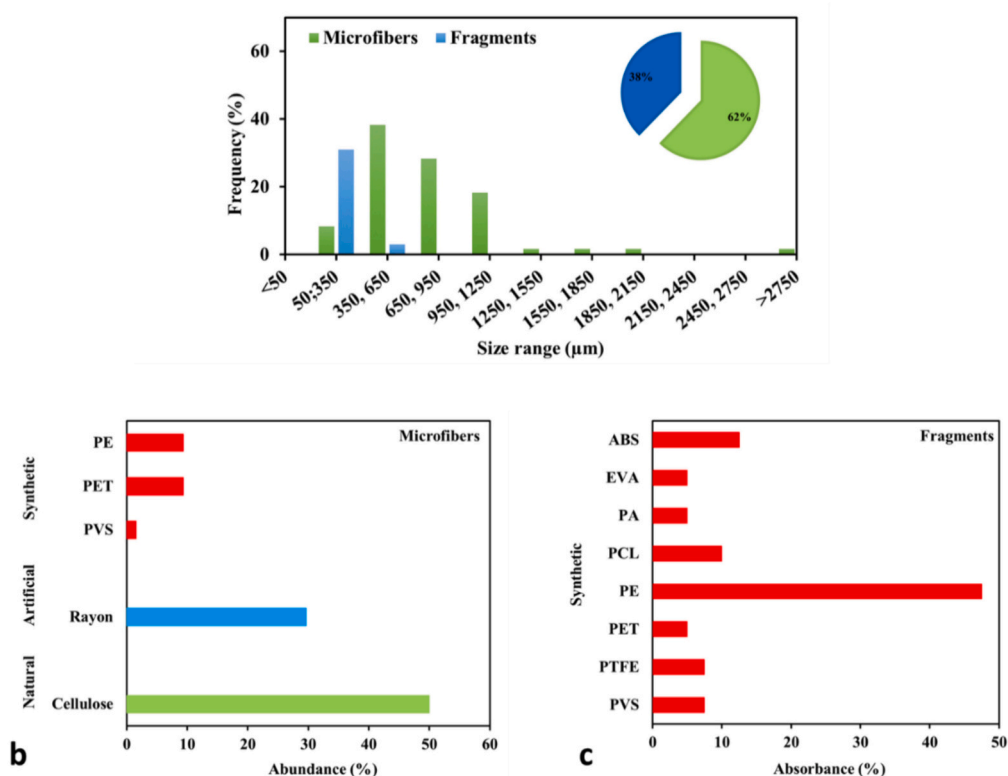 Microfibers Fragments
60
40
20
0
Frequency (%)
38%
62%
<50
50;350
350, 650
650, 950
950, 1250
1250, 1550
1550, 1850
1850, 2150
2150, 2450
2450, 2750
>2750
Size range (µm)
Microfibers
Synthetic
PE
PET
PVS
Artificial
Rayon
Natural
Cellulose
0 10 20 30 40 50 60
Abundance (%)
b
Fragments
Synthetic
ABS
EVA
PA
PCL
PE
PET
PTFE
PVS
0 10 20 30 40 50
Absorbance (%)
c